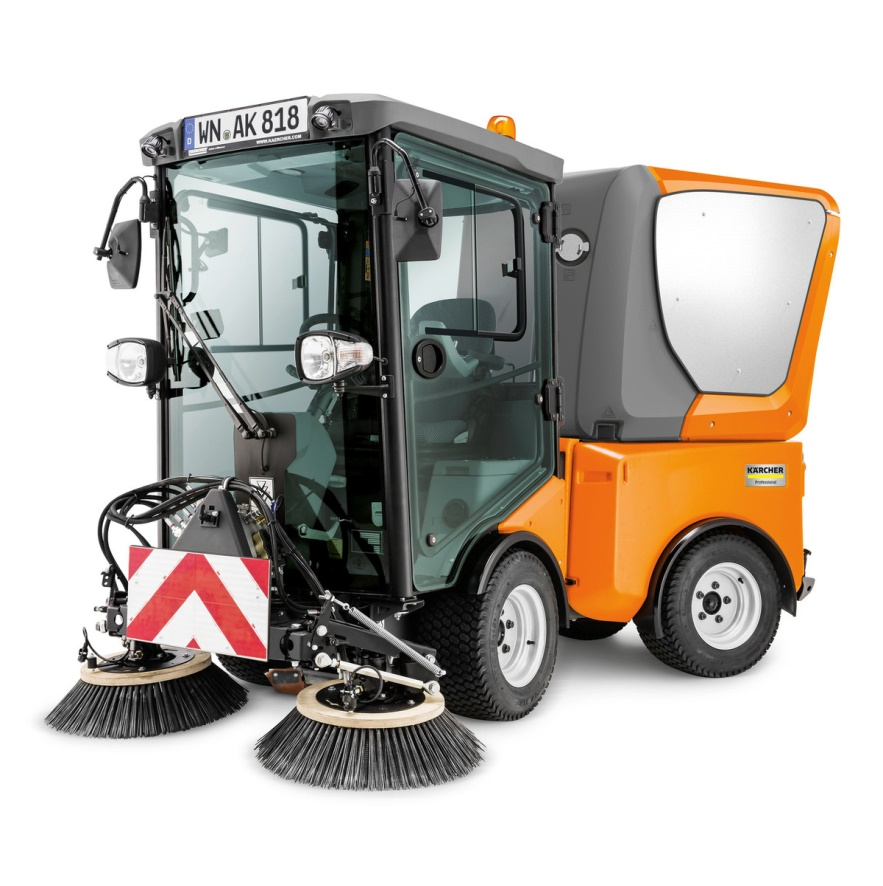 D
WN AK 818
WWW.KAERCHER.COM
KÄRCHER
Professional